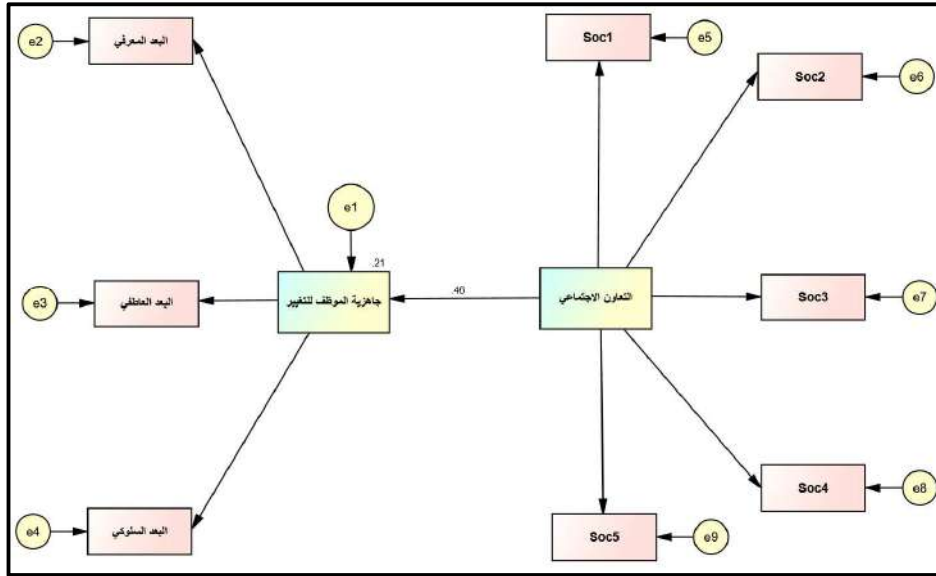 e2
البعد المعرفي
Soc1
e5
Soc2
e6
e1
.21
جاهزية الموظف للتغيير
.46
التعاون الاجتماعي
e3
البعد العاطفي
Soc3
e7
e4
البعد السلوكي
Soc4
e8
Soc5
e9